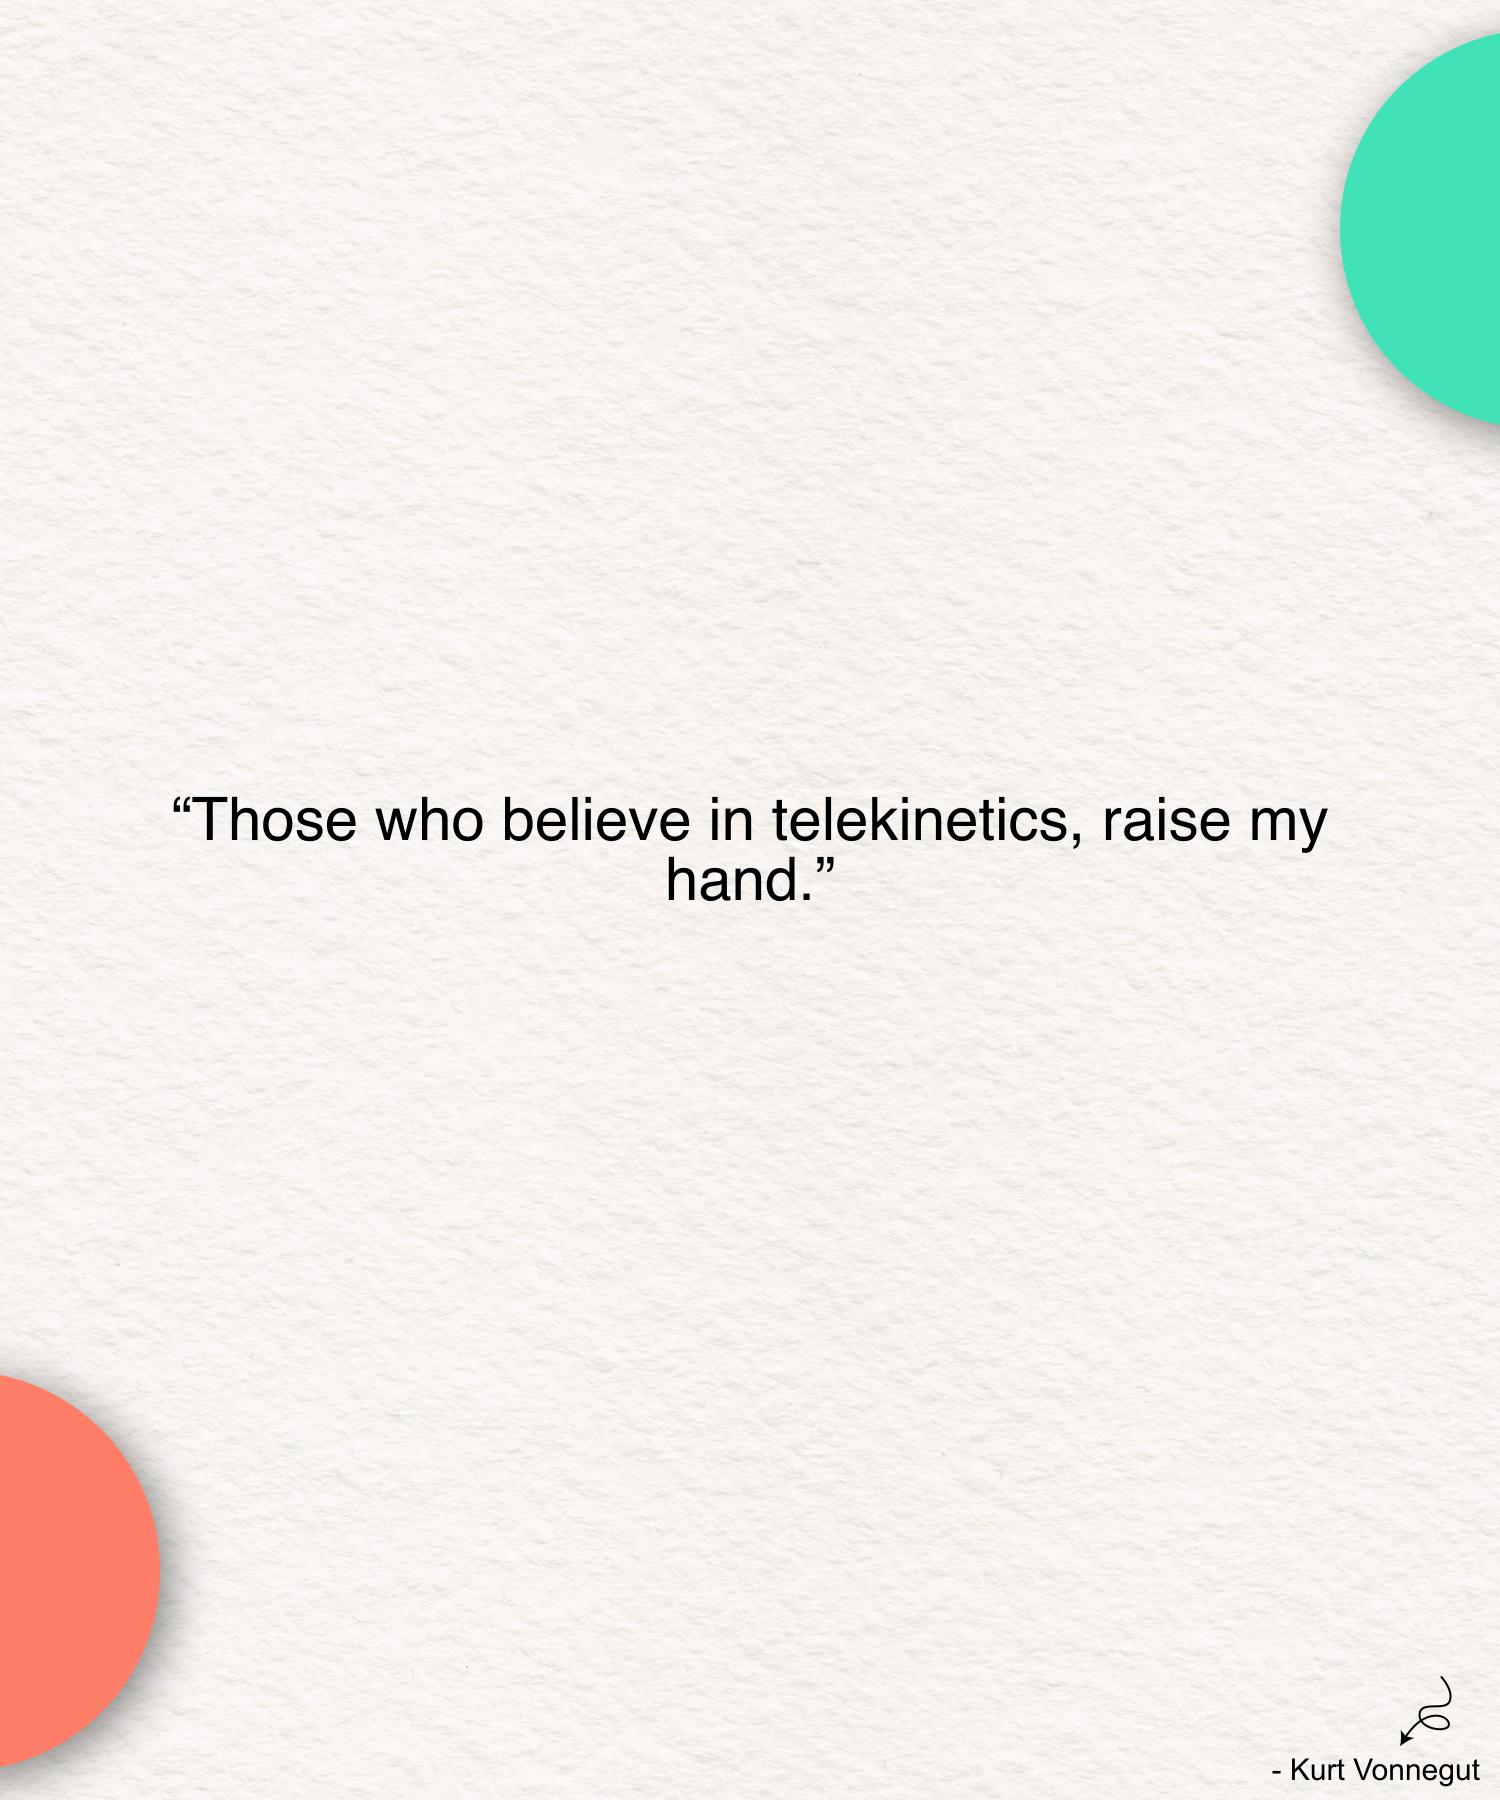 “Those who believe in telekinetics, raise my
hand.”
- Kurt Vonnegut